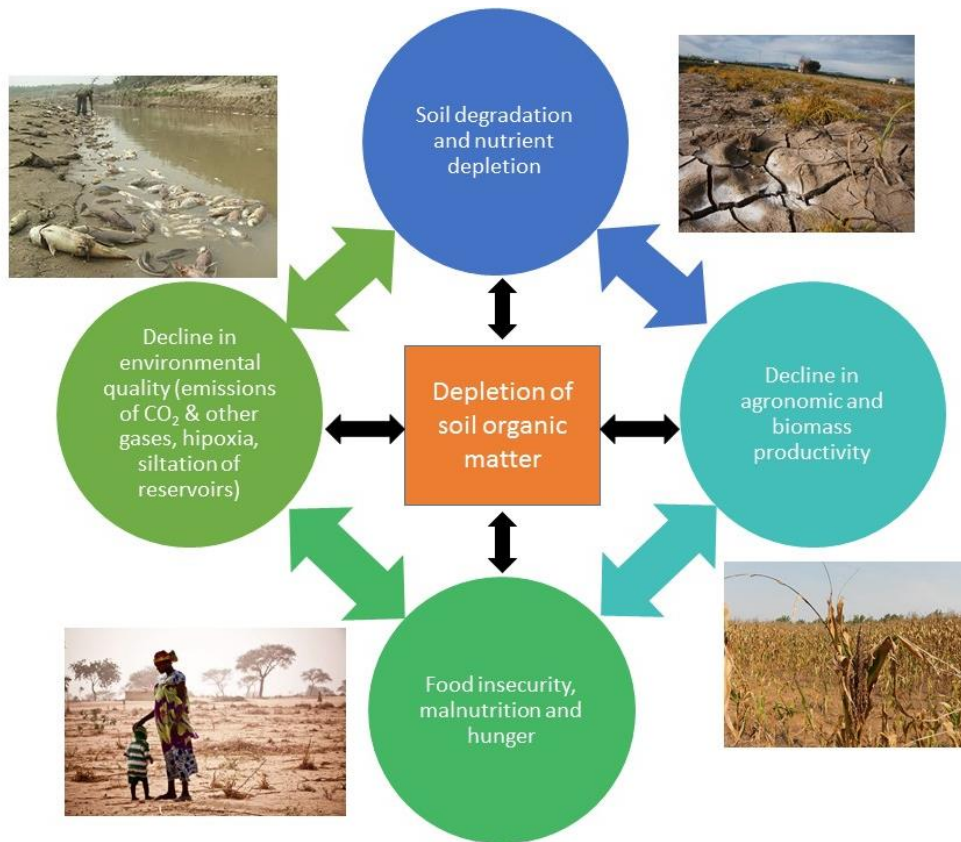 Soil degradation
and nutrient
depletion
Decline in
environmental
quality (emissions
of CO₂ & other
gases, hipoxia,
siltation of
reservoirs)
Depletion of
soil organic
matter
Decline in
agronomic and
biomass
productivity
Food insecurity,
malnutrition and
hunger